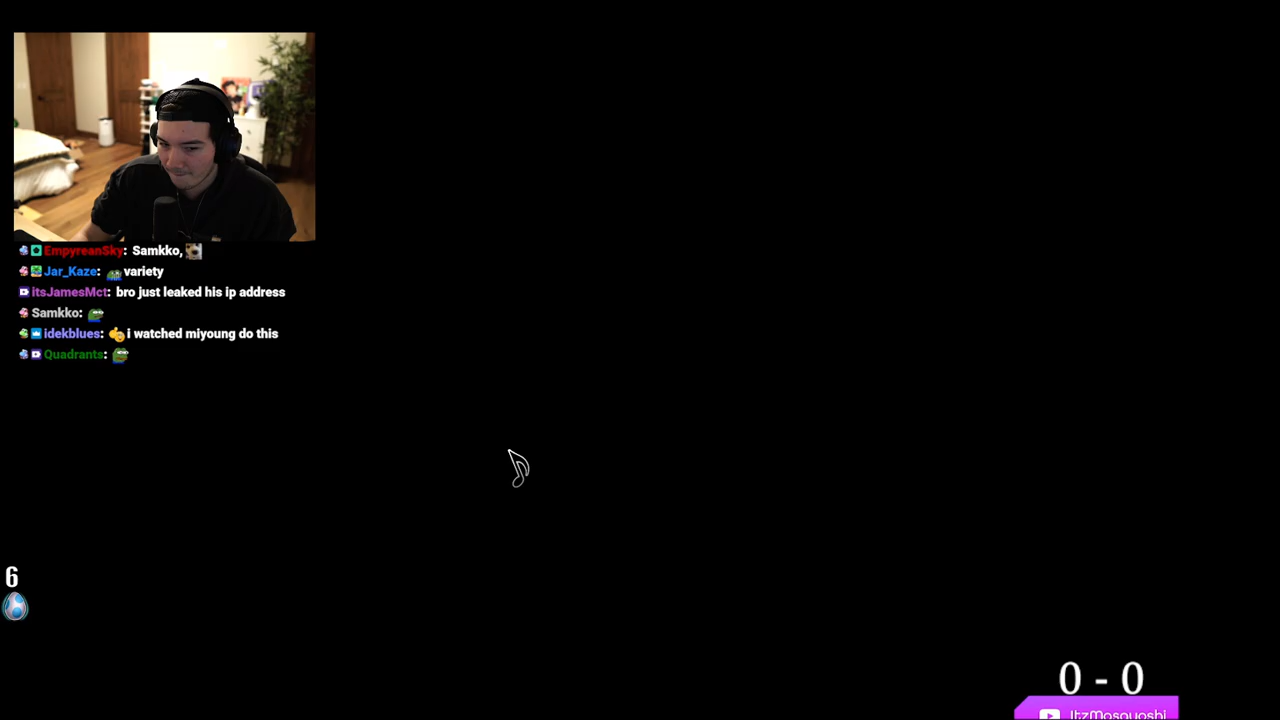 EmpyreanSky: Samkko,
Jar_Kaze: variety
itsJamesMct: bro just leaked his ip address
Samkko:
idekblues: i watched miyoung do this
Quadrants:
6
0 - 0
ItzMasayoshi